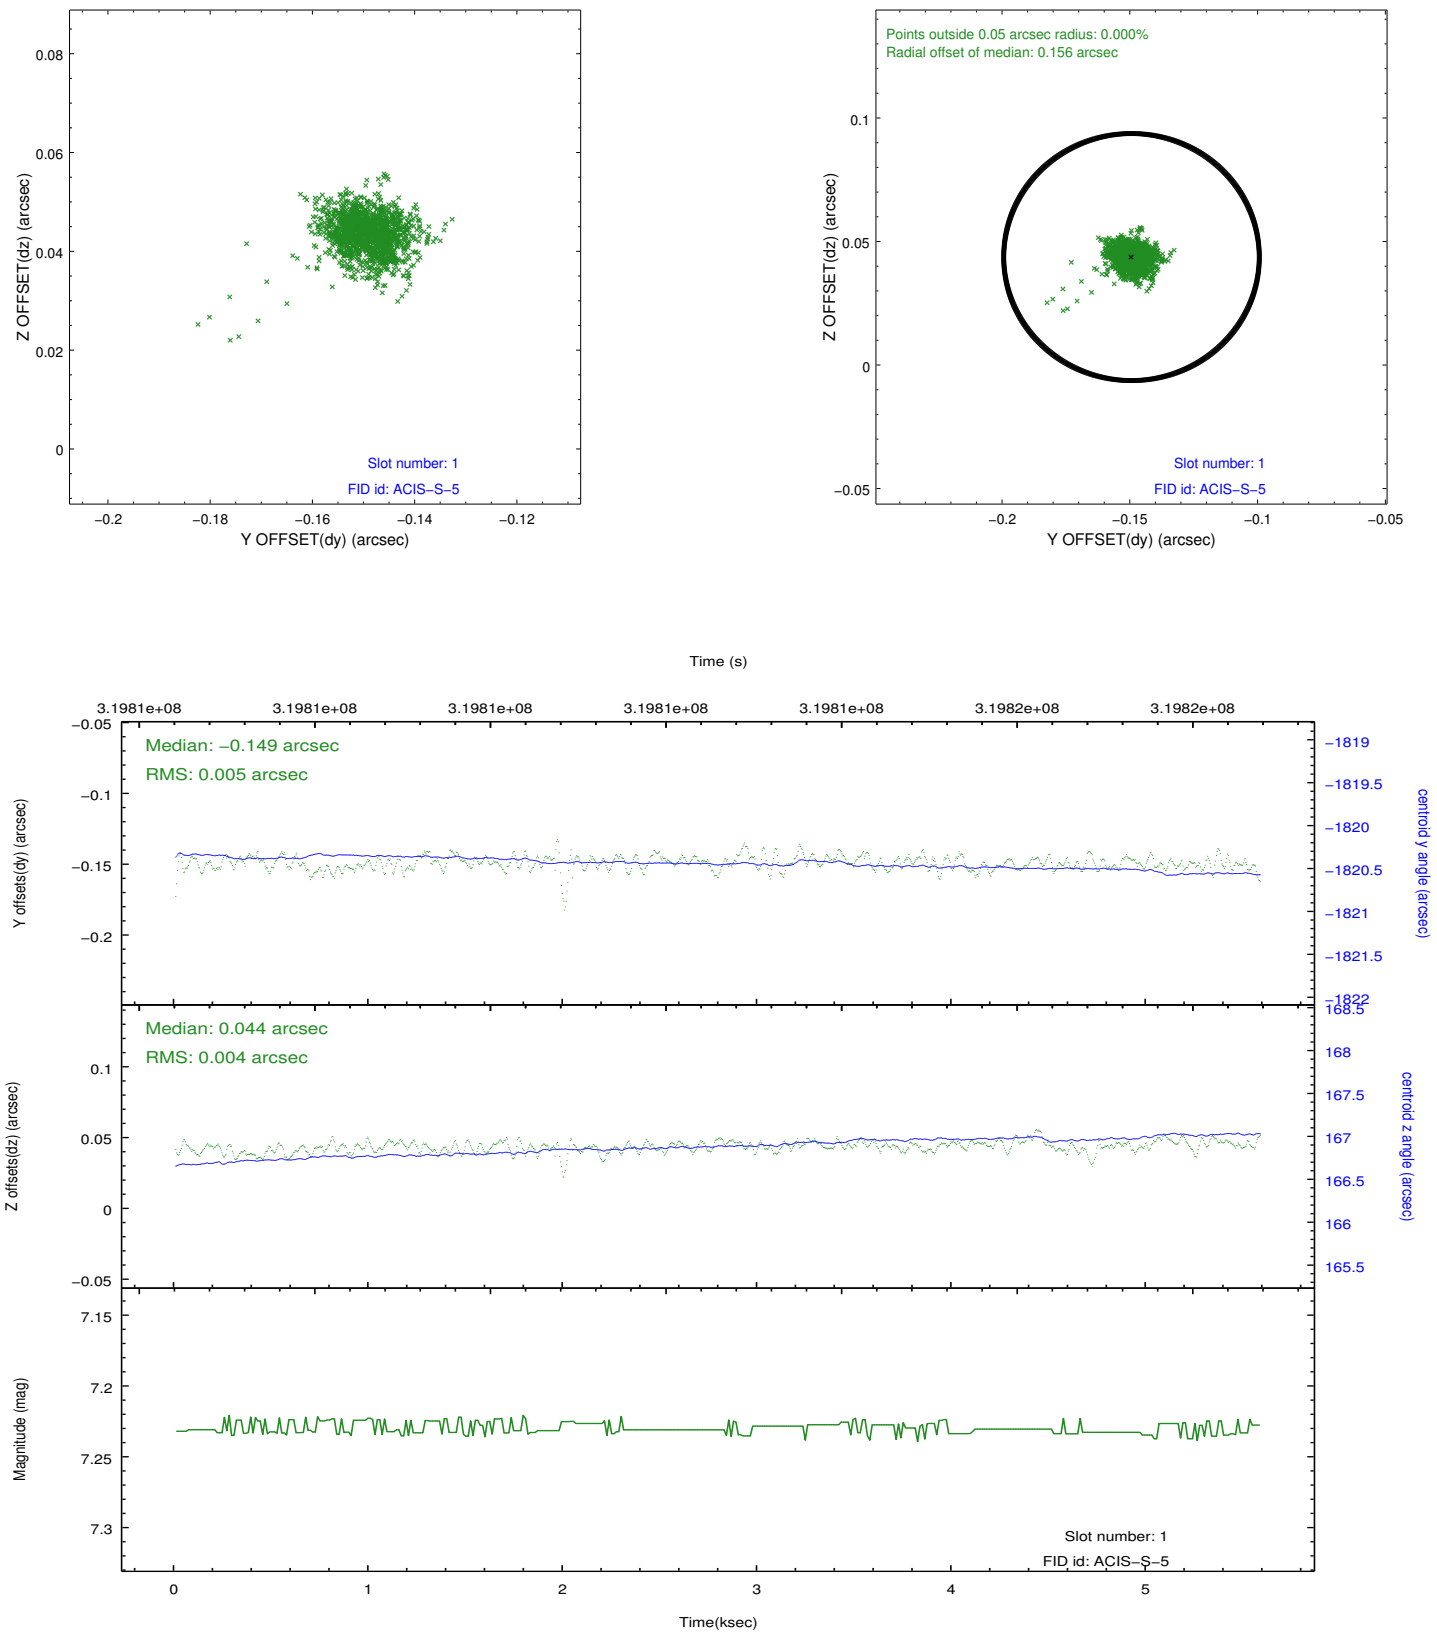 0.08
0.06
0.04
0.02
0
Z OFFSET(dz) (arcsec)
Slot number: 1
FID id: ACIS−S−5
−0.2
−0.18
−0.16
−0.14
−0.12
Y OFFSET(dy) (arcsec)
Points outside 0.05 arcsec radius: 0.000%
Radial offset of median: 0.156 arcsec
0.1
0.05
0
−0.05
Z OFFSET(dz) (arcsec)
Slot number: 1
FID id: ACIS−S−5
−0.2
−0.15
−0.1
−0.05
Y OFFSET(dy) (arcsec)
Time (s)
3.1981e+08
3.1981e+08
3.1981e+08
3.1981e+08
3.1981e+08
3.1982e+08
3.1982e+08
−0.05
−0.1
−0.15
−0.2
Y offsets(dy) (arcsec)
Median: −0.149 arcsec
RMS: 0.005 arcsec
−1819
−1819.5
−1820
−1820.5
−1821
−1821.5
−1822
centroid y angle (arcsec)
0.1
0.05
0
−0.05
Z offsets(dz) (arcsec)
Median: 0.044 arcsec
RMS: 0.004 arcsec
168.5
168
167.5
167
166.5
166
165.5
centroid z angle (arcsec)
7.15
7.2
7.25
7.3
Magnitude (mag)
Slot number: 1
FID id: ACIS−S−5
0
1
2
3
4
5
Time(ksec)